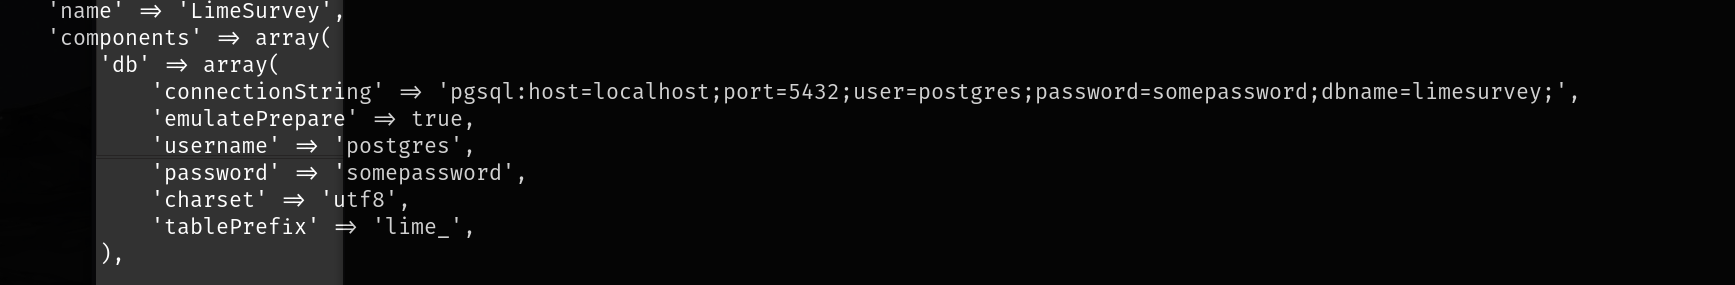 'name' => 'LimeSurvey',
'components' => array(
'db' => array(
'connectionString' => 'pgsql:host=localhost;port=5432;user=postgres;password=somepassword;dbname=limesurvey;',
'emulatePrepare' => true,
'username' => 'postgres',
'password' => 'somepassword',
'charset' => 'utf8',
'tablePrefix' => 'lime_',
),